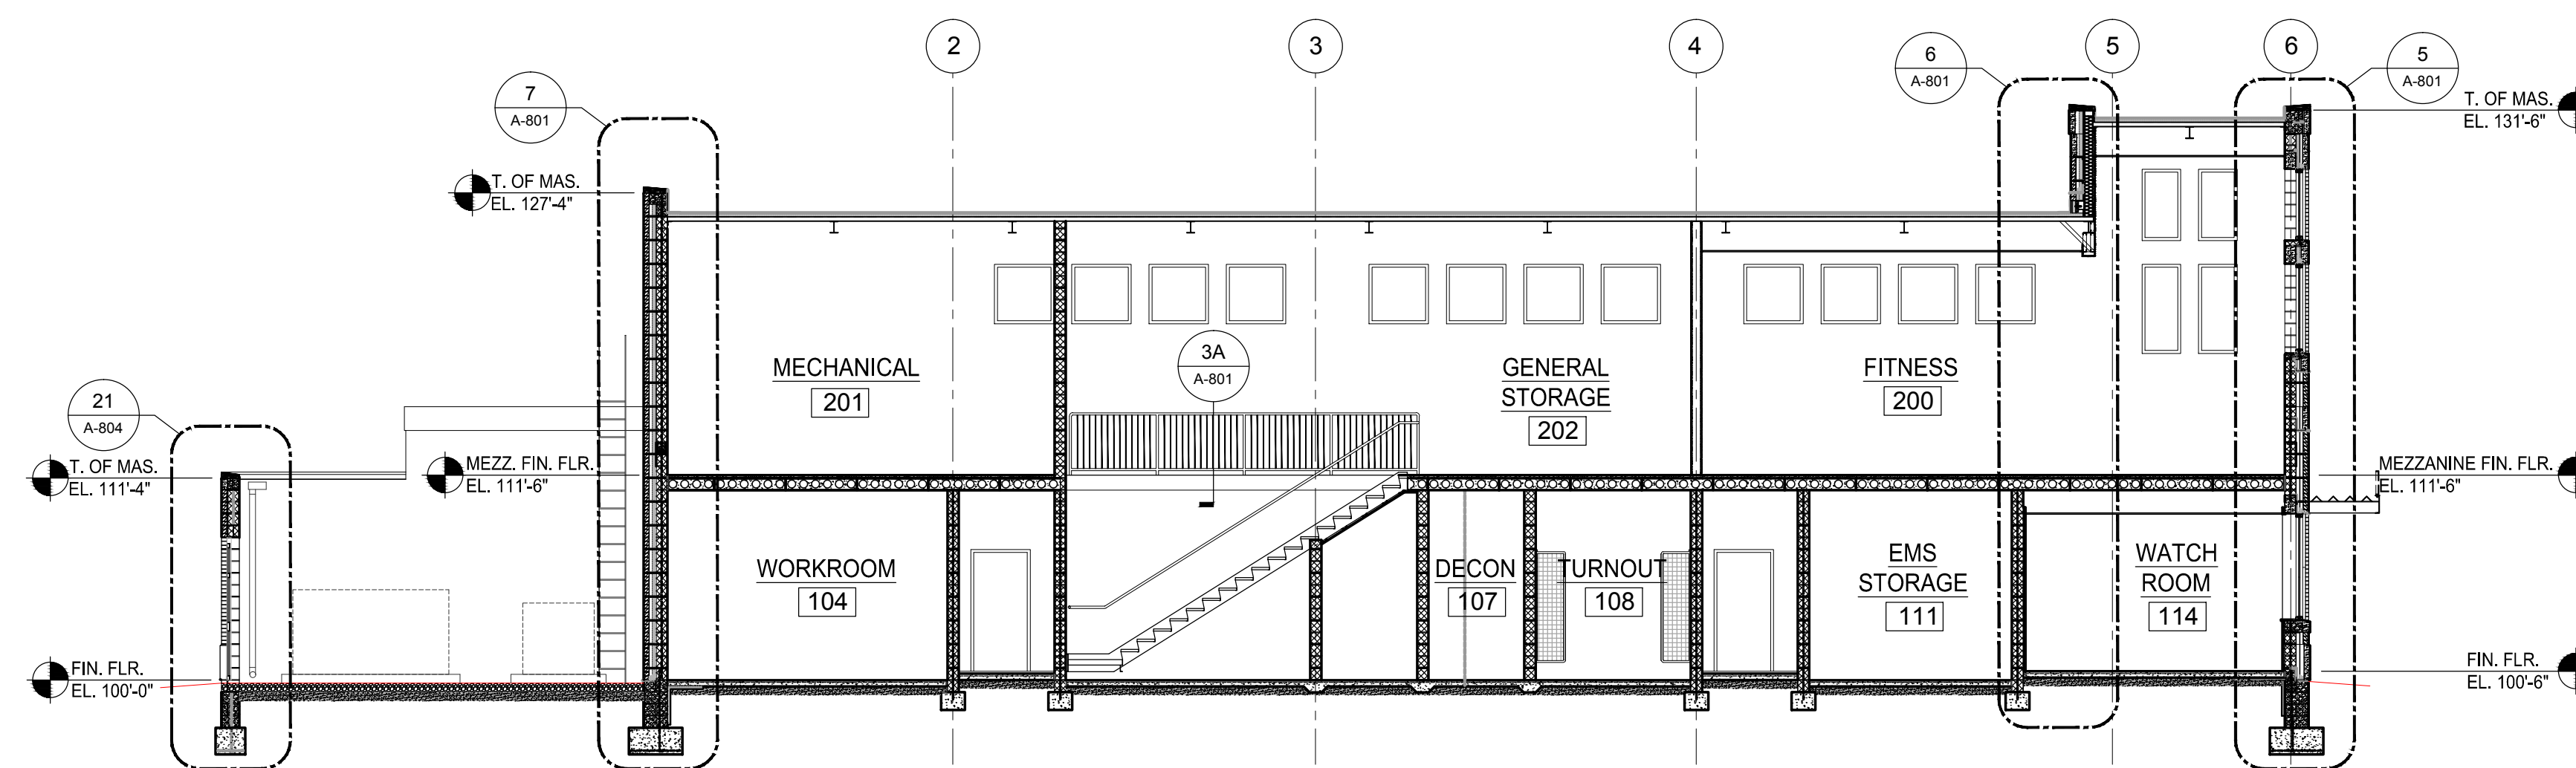 2
3
4
6
A-801
5
6
5
A-801
7
A-801
T. OF MAS.
EL. 131'-6"
T. OF MAS.
EL. 127'-4"
3A
A-801
MECHANICAL
201
GENERAL
STORAGE
202
FITNESS
200
21
A-804
T. OF MAS.
EL. 111'-4"
MEZZ. FIN. FLR.
EL. 111'-6"
MEZZANINE FIN. FLR.
EL. 111'-6"
WORKROOM
104
DECON
107
TURNOUT
108
EMS
STORAGE
111
WATCH
ROOM
114
FIN. FLR.
EL. 100'-0"
FIN. FLR.
EL. 100'-6"